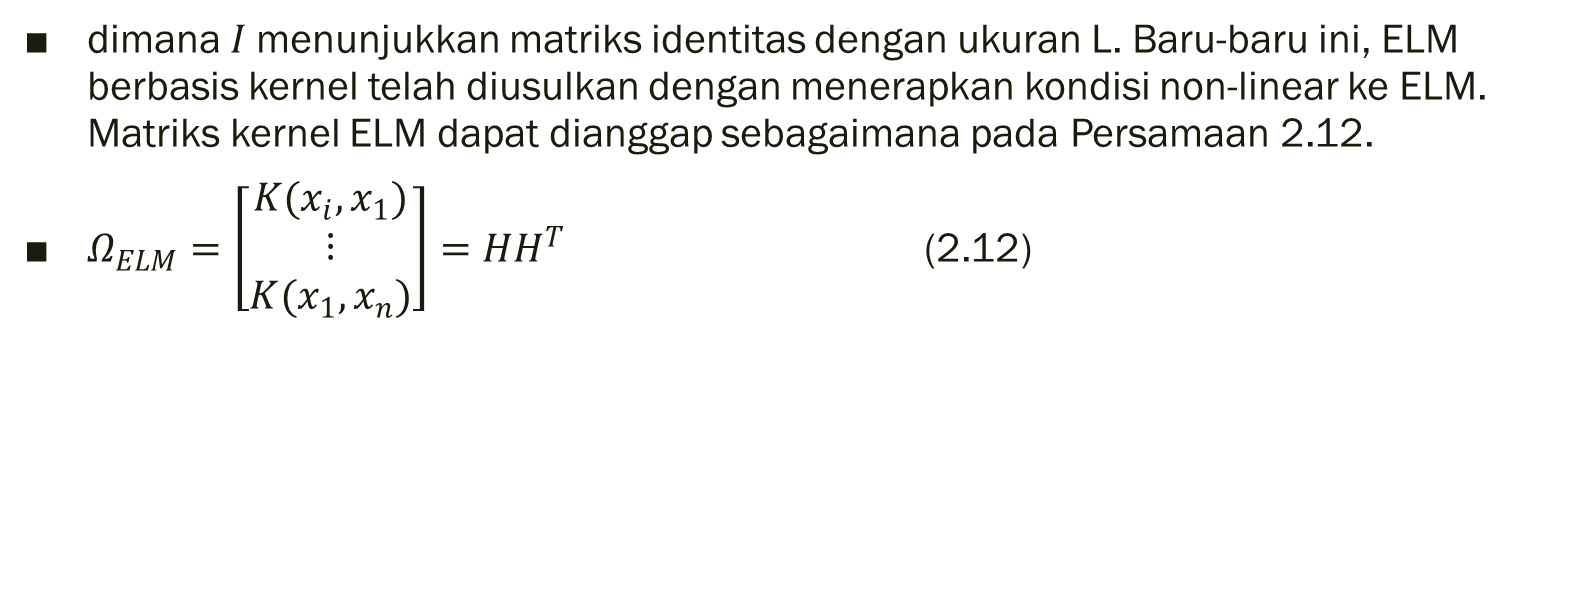 ▪ dimana I menunjukkan matriks identitas dengan ukuran L. Baru-baru ini, ELM
berbasis kernel telah diusulkan dengan menerapkan kondisi non-linear ke ELM.
Matriks kernel ELM dapat dianggap sebagaimana pada Persamaan 2.12.
▪ Ω_{ELM} = [K(x_i, x_1) ⋮ K(x_1, x_n)] = HH^T (2.12)